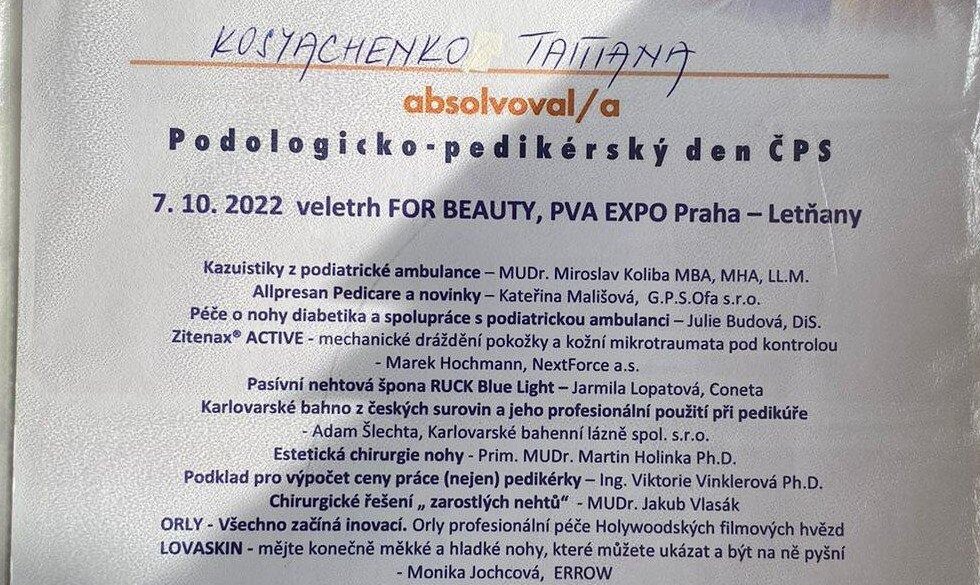 KOSYACHENKO TATIANA
absolvoval/a
Podologicko-pedikérský den ČPS
7. 10. 2022 veletrh FOR BEAUTY, PVA EXPO Praha – Letňany
Kazuistiky z podiatrické ambulance – MUDr. Miroslav Koliba MBA, MHA, LL.M.
Allpresan Pedicare a novinky – Kateřina Mališová, G.P.S.Ofa s.r.o.
Péče o nohy diabetika a spolupráce s podiatrickou ambulanci – Julie Budová, DiS.
Zitenax® ACTIVE - mechanické dráždění pokožky a kožní mikrotraumata pod kontrolou
- Marek Hochmann, NextForce a.s.
Pasívní nehtová špona RUCK Blue Light – Jarmila Lopatová, Coneta
Karlovarské bahno z českých surovin a jeho profesionální použití při pedikúře
- Adam Šlechta, Karlovarské bahenní lázně spol. s.r.o.
Estetická chirurgie nohy - Prim. MUDr. Martin Holinka Ph.D.
Podklad pro výpočet ceny práce (nejen) pedikérky – Ing. Viktorie Vinklerová Ph.D.
Chirurgické řešení „ zarostlých nehtů“ - MUDr. Jakub Vlasák
ORLY - Všechno začíná inovací. Orly profesionální péče Holywoodských filmových hvězd
LOVASKIN - mějte konečně měkké a hladké nohy, které můžete ukázat a být na ně pyšní
- Monika Jochcová, ERROW